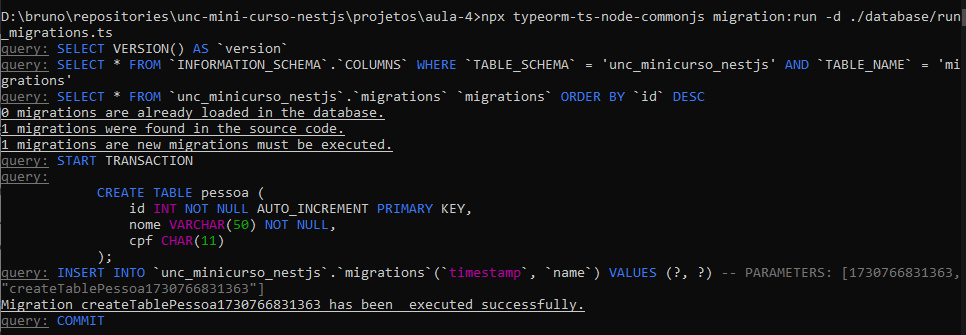 D:\bruno\repositories\unc-mini-curso-nestjs\projetos\aula-4>npx typeorm-ts-node-commonjs migration:run -d ./database/run
_migrations.ts
query: SELECT VERSION() AS `version`
query: SELECT * FROM `INFORMATION_SCHEMA`.`COLUMNS` WHERE `TABLE_SCHEMA` = 'unc_minicurso_nestjs' AND `TABLE_NAME` = 'mi
grations'
query: SELECT * FROM `unc_minicurso_nestjs`.`migrations` `migrations` ORDER BY `id` DESC
0 migrations are already loaded in the database.
1 migrations were found in the source code.
1 migrations are new migrations must be executed.
query: START TRANSACTION
query:
            CREATE TABLE pessoa (
                id INT NOT NULL AUTO_INCREMENT PRIMARY KEY,
                nome VARCHAR(50) NOT NULL,
                cpf CHAR(11)
            );
query: INSERT INTO `unc_minicurso_nestjs`.`migrations`(`timestamp`, `name`) VALUES (?, ?) -- PARAMETERS: [1730766831363,
"createTablePessoa1730766831363"]
Migration createTablePessoa1730766831363 has been  executed successfully.
query: COMMIT